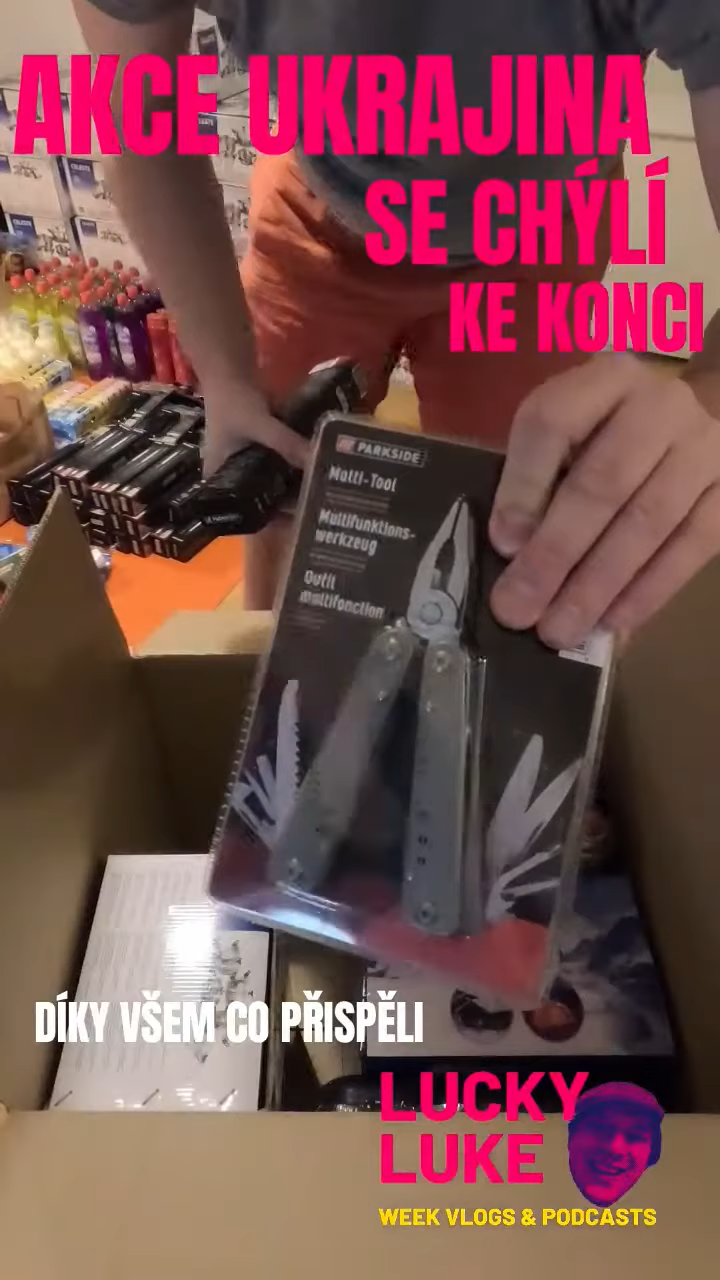 AKCE UKRAJINA
SE CHÝLÍ
KE KONCI
PARKSIDE
Multi-Tool
Multifunktions-
werkzeug
Outil
multifonction
DÍKY VŠEM CO PŘISPĚLI
LUCKY
LUKE
WEEK VLOGS & PODCASTS